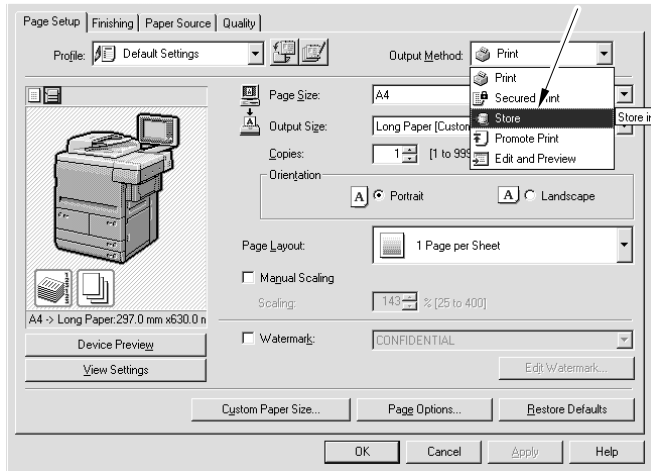 Page Setup Finishing Paper Source Quality
Profile: Default Settings Output Method: Print
Print
Secured Print
Store
Store in
Promote Print
Edit and Preview
Page Size: A4
Output Size: Long Paper [Custom
Copies: 1 [1 to 999
Orientation
A Portrait A Landscape
Page Layout: 1 Page per Sheet
Manual Scaling
Scaling: 143 % [25 to 400]
A4 -> Long Paper:297.0 mm x630.0 n
Device Preview
View Settings
Watermark: CONFIDENTIAL
Edit Watermark...
Custom Paper Size... Page Options... Restore Defaults
OK Cancel Apply Help